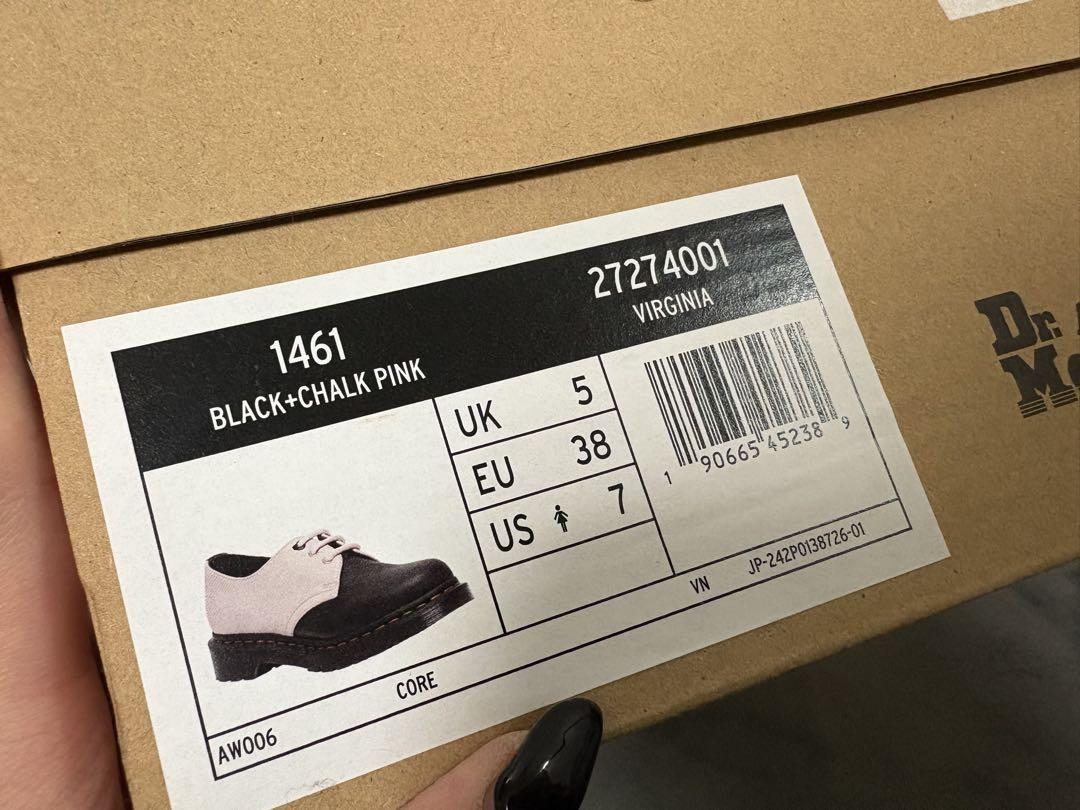 1461
BLACK+CHALK PINK
27274001
VIRGINIA
UK 5
EU 38
US 7
1 90665 45238 9
VN JP-242P0138726-01
CORE
AW006
Dr.